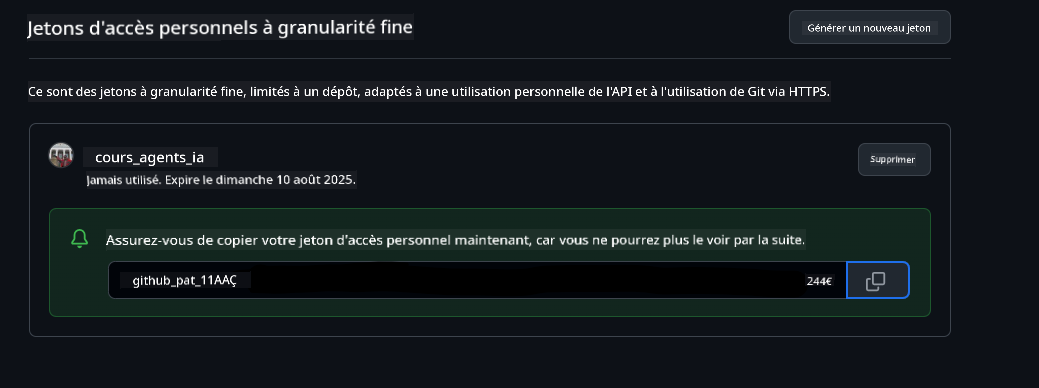 Jetons d'accès personnels à granularité fine
Générer un nouveau jeton
Ce sont des jetons à granularité fine, limités à un dépôt, adaptés à une utilisation personnelle de l'API et à l'utilisation de Git via HTTPS.
cours_agents_ia
Supprimer
Jamais utilisé. Expire le dimanche 10 août 2025.
Assurez-vous de copier votre jeton d'accès personnel maintenant, car vous ne pourrez plus le voir par la suite.
github_pat_11AAÇ 244€